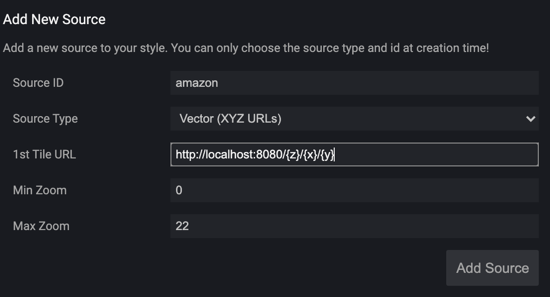 Add New Source
Add a new source to your style. You can only choose the source type and id at creation time!
Source ID amazon
Source Type Vector (XYZ URLs)
1st Tile URL http://localhost:8080/{z}/{x}/{y}
Min Zoom 0
Max Zoom 22
Add Source